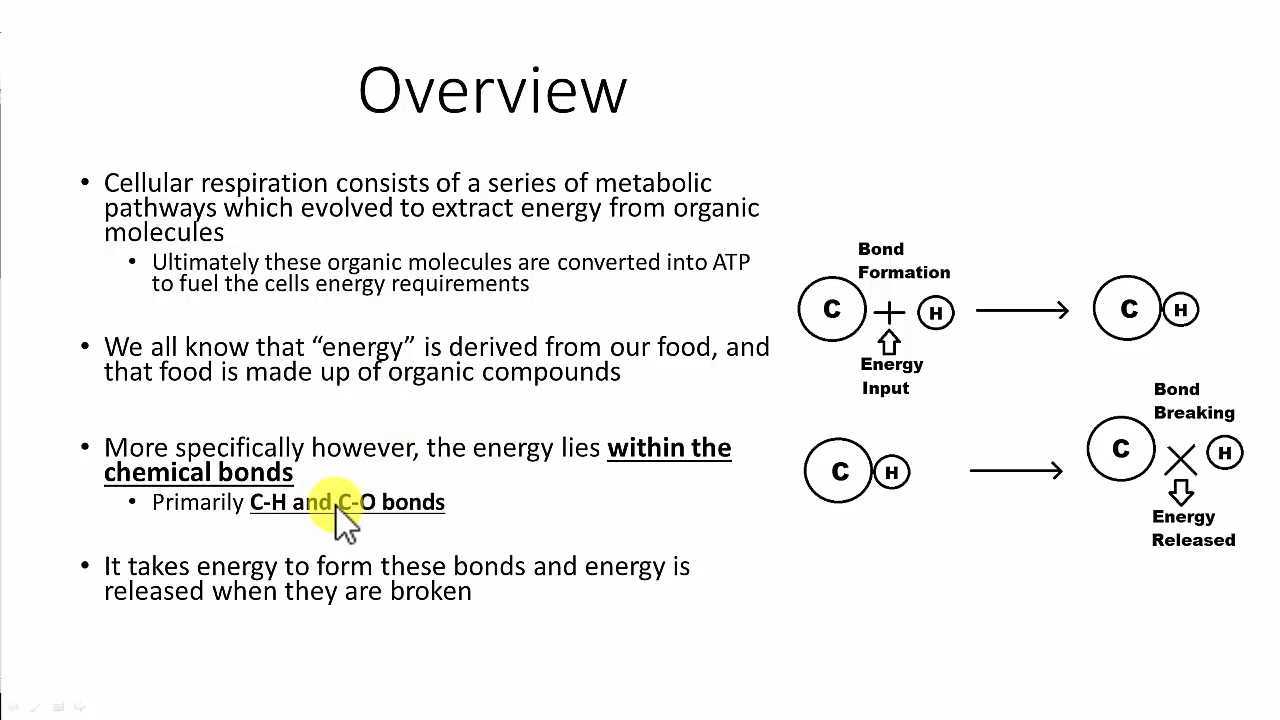 Overview
• Cellular respiration consists of a series of metabolic
pathways which evolved to extract energy from organic
molecules
• Ultimately these organic molecules are converted into ATP
to fuel the cells energy requirements
• We all know that “energy” is derived from our food, and
that food is made up of organic compounds
• More specifically however, the energy lies within the
chemical bonds
• Primarily C-H and C-O bonds
• It takes energy to form these bonds and energy is
released when they are broken
Bond
Formation
C + H C H
Energy
Input
Bond
Breaking
C H C H
Energy
Released